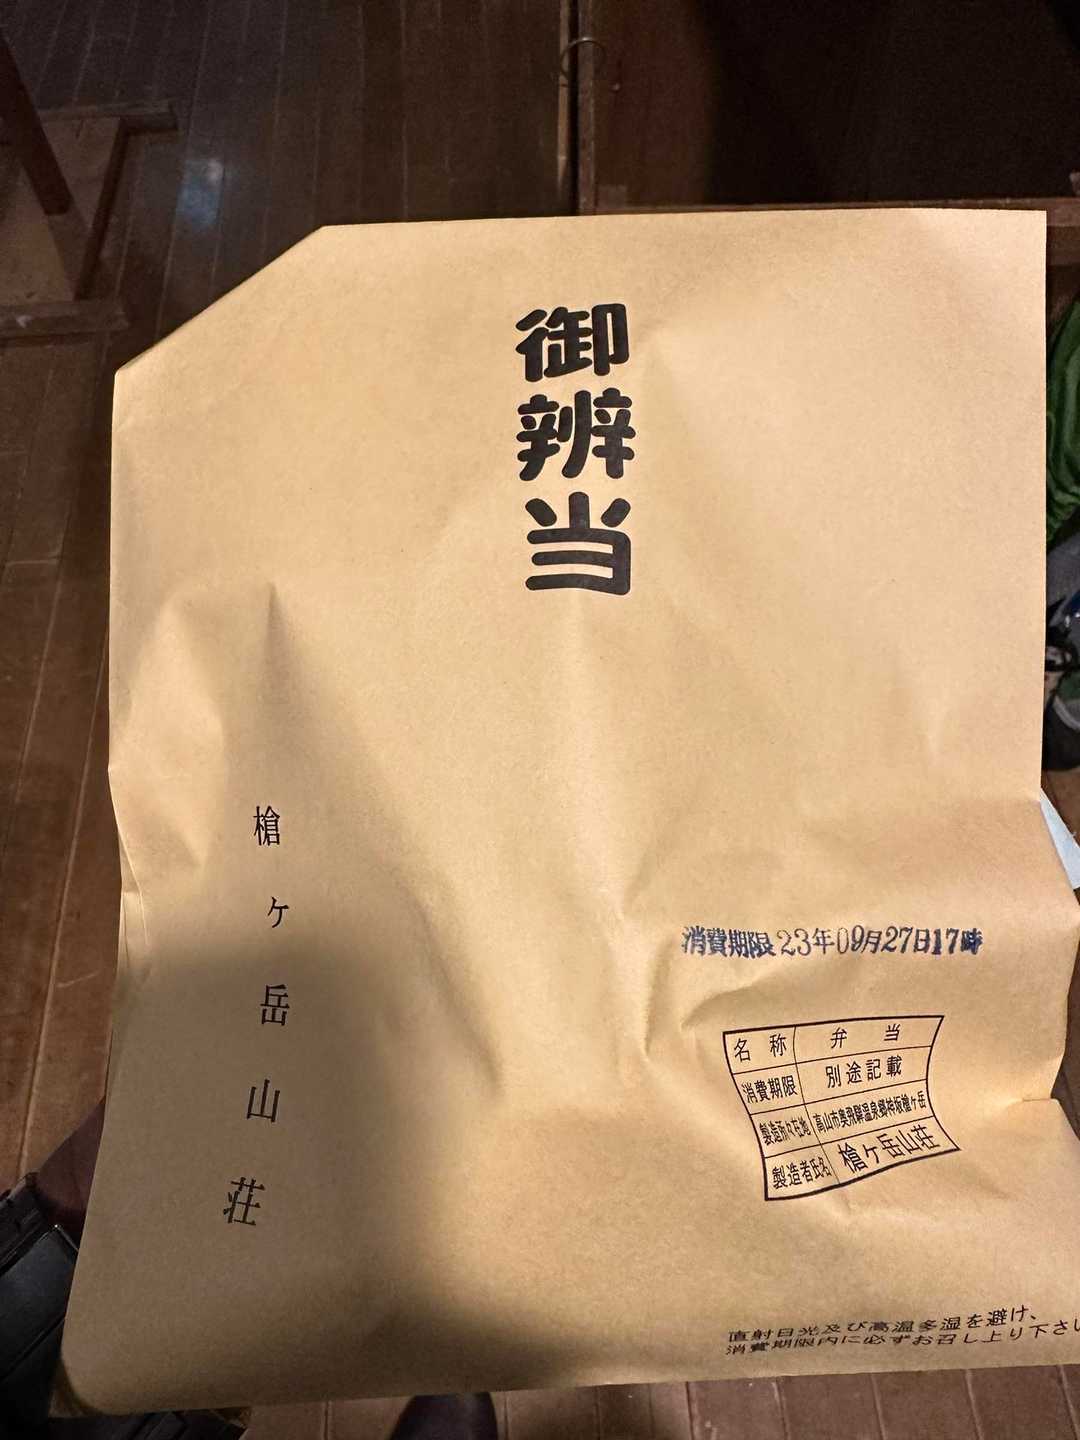 御辨当
槍ヶ岳山荘
消費期限 23年09月27日17時
名称 弁当
消費期限 別途記載
製造所々在地 高山市奥飛騨温泉郷神坂槍ヶ岳
製造者氏名 槍ヶ岳山荘
直射日光及び高温多湿を避け、
消費期限内に必ずお召し上り下さい